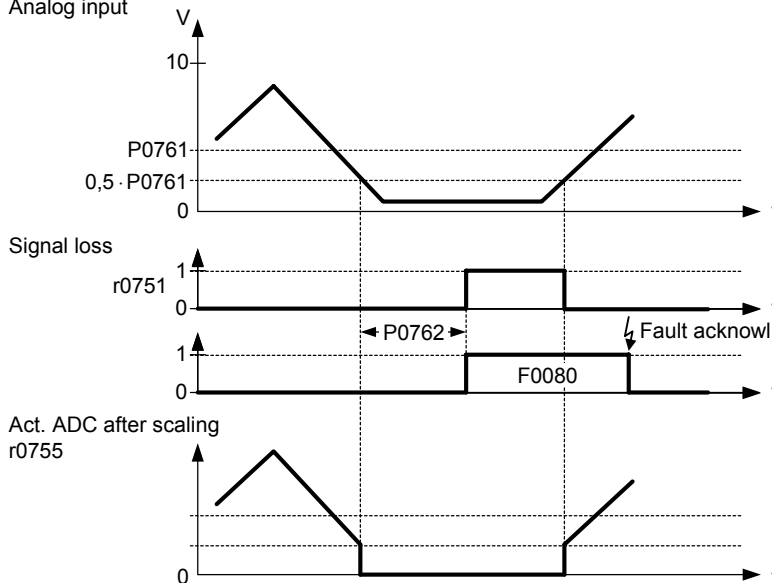 Analog input
V
10
P0761
0,5 · P0761
0
Signal loss
1
r0751
0
P0762
Fault acknowl
1
F0080
0
Act. ADC after scaling
r0755
0